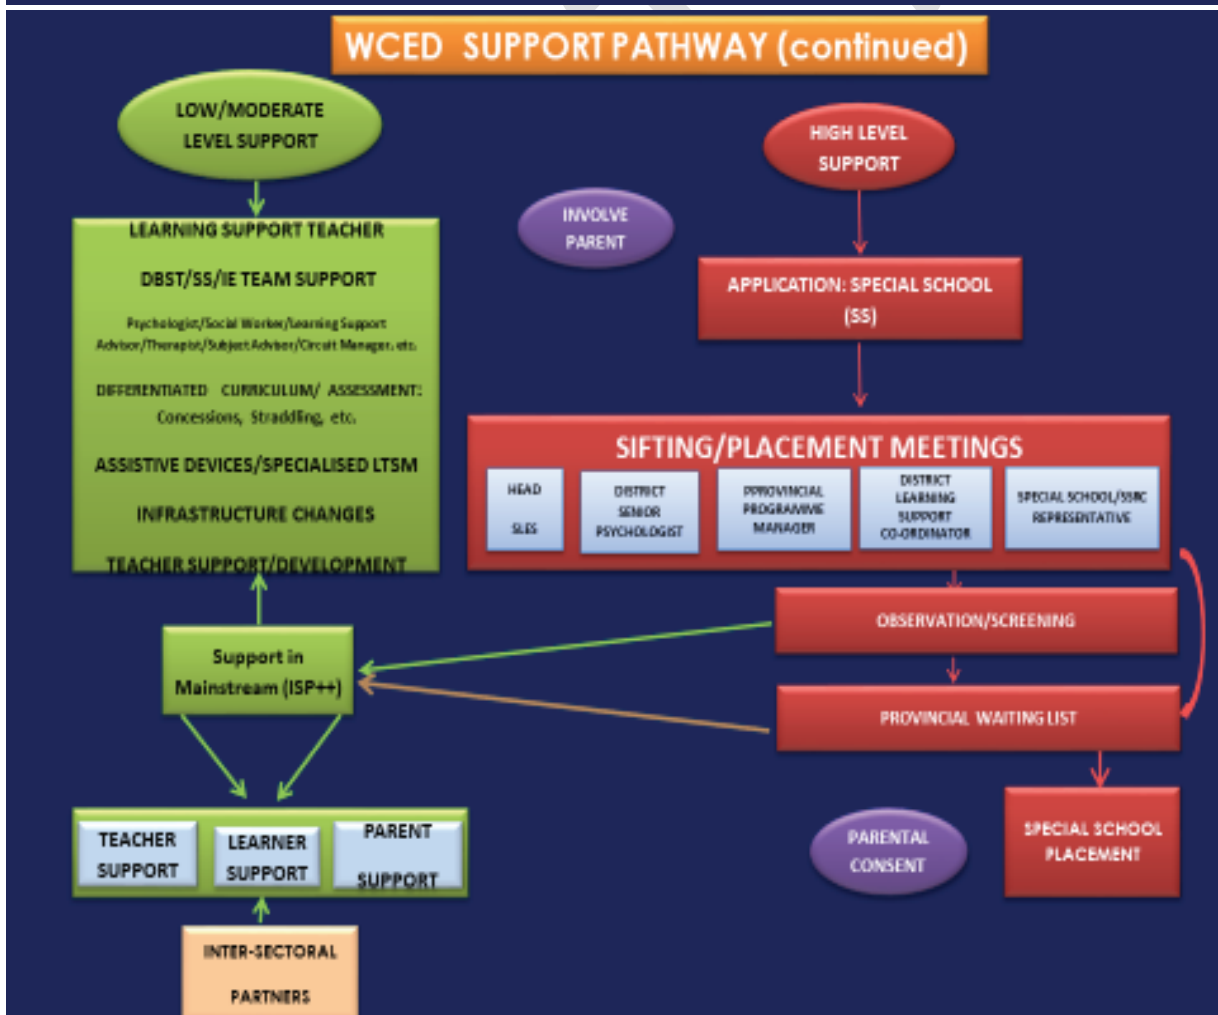 WCED SUPPORT PATHWAY (continued)
LOW/MODERATE
LEVEL SUPPORT
HIGH LEVEL
SUPPORT
INVOLVE
PARENT
LEARNING SUPPORT TEACHER
DBST/SS/IE TEAM SUPPORT
Psychologist/Social Worker/Learning Support
Advisor/Therapist/Subject Advisor/Circuit Manager. etc.
DIFFERENTIATED CURRICULUM/ ASSESSMENT:
Concessions, Straddling, etc.
ASSISTIVE DEVICES/SPECIALISED LTSM
INFRASTRUCTURE CHANGES
TEACHER SUPPORT/DEVELOPMENT
APPLICATION: SPECIAL SCHOOL
(SS)
SIFTING/PLACEMENT MEETINGS
HEAD
SLES
DISTRICT
SENIOR
PSYCHOLOGIST
PPROVINCIAL
PROGRAMME
MANAGER
DISTRICT
LEARNING
SUPPORT
CO-ORDINATOR
SPECIAL SCHOOL/SSRC
REPRESENTATIVE
OBSERVATION/SCREENING
Support in
Mainstream (ISP++)
PROVINCIAL WAITING LIST
TEACHER
SUPPORT
LEARNER
SUPPORT
PARENT
SUPPORT
PARENTAL
CONSENT
SPECIAL SCHOOL
PLACEMENT
INTER-SECTORAL
PARTNERS